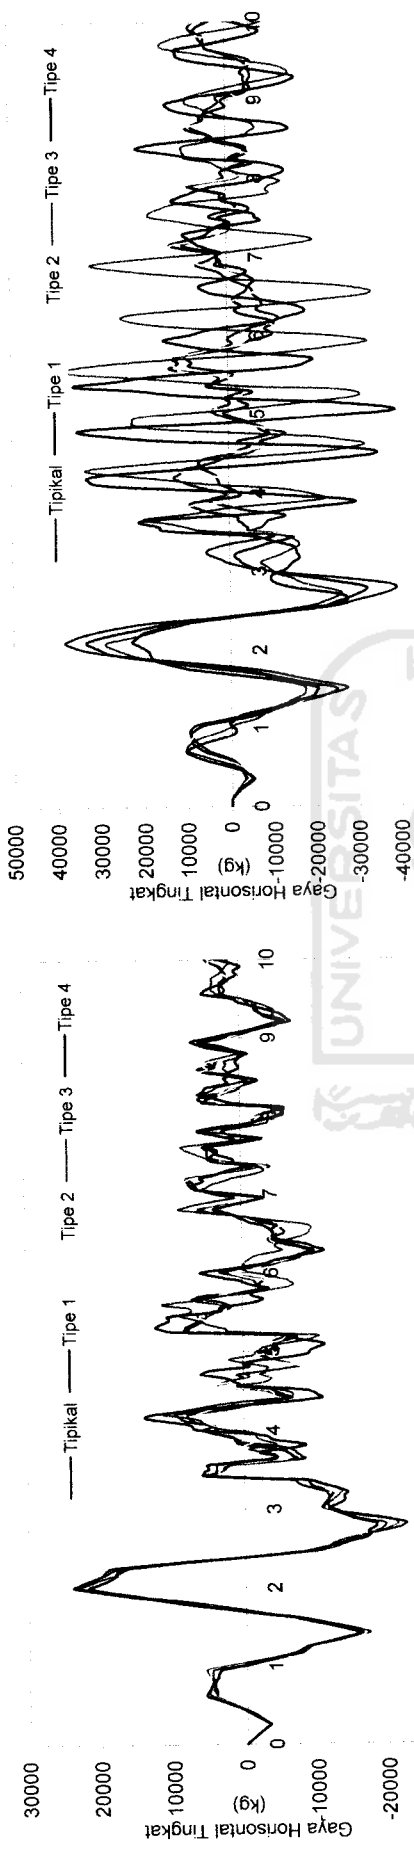 Tipikal Tipe 1 Tipe 2 Tipe 3 Tipe 4
30000
20000
10000
0
-10000
-20000
Gaya Horisontal Tingkat
(kg)
0 1 2 3 4 5 6 7 8 9 10
Tipikal Tipe 1 Tipe 2 Tipe 3 Tipe 4
50000
40000
30000
20000
10000
0
-10000
-20000
-30000
-40000
Gaya Horisontal Tingkat
(kg)
0 1 2 3 4 5 6 7 8 9 10
UNIVERSITAS